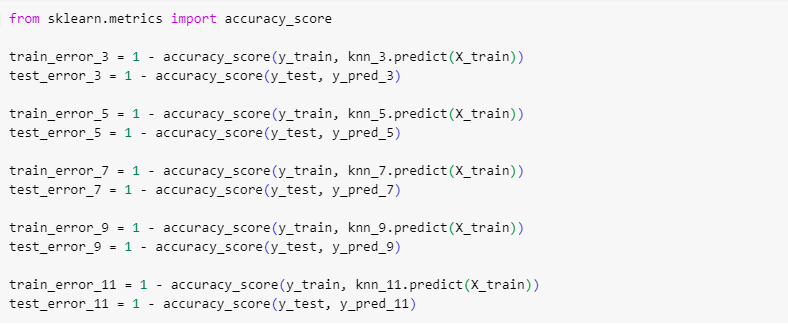 from sklearn.metrics import accuracy_score
train_error_3 = 1 - accuracy_score(y_train, knn_3.predict(X_train))
test_error_3 = 1 - accuracy_score(y_test, y_pred_3)
train_error_5 = 1 - accuracy_score(y_train, knn_5.predict(X_train))
test_error_5 = 1 - accuracy_score(y_test, y_pred_5)
train_error_7 = 1 - accuracy_score(y_train, knn_7.predict(X_train))
test_error_7 = 1 - accuracy_score(y_test, y_pred_7)
train_error_9 = 1 - accuracy_score(y_train, knn_9.predict(X_train))
test_error_9 = 1 - accuracy_score(y_test, y_pred_9)
train_error_11 = 1 - accuracy_score(y_train, knn_11.predict(X_train))
test_error_11 = 1 - accuracy_score(y_test, y_pred_11)